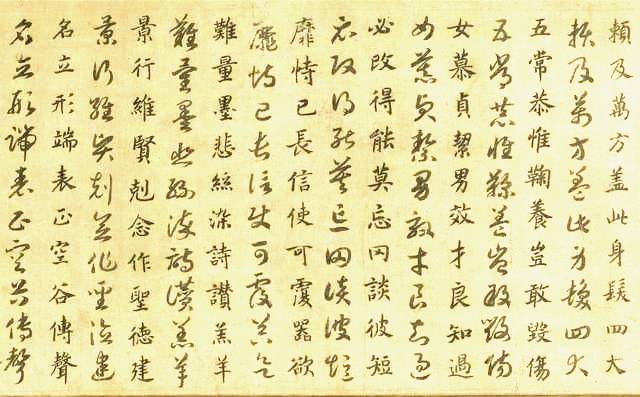 賴及萬方蓋此身髮四大
賴及萬方蓋此身髮四大
五常恭惟鞠養豈敢毀傷
五常恭惟鞠養豈敢毀傷
女慕貞絜男效才良知過
女慕貞絜男效才良知過
必改得能莫忘罔談彼短
必改得能莫忘罔談彼短
靡恃己長信使可覆器欲
靡恃己長信使可覆器欲
難量墨悲絲染詩讚羔羊
難量墨悲絲染詩讚羔羊
景行維賢剋念作聖德建
景行維賢剋念作聖德建
名立形端表正空谷傳聲
名立形端表正空谷傳聲